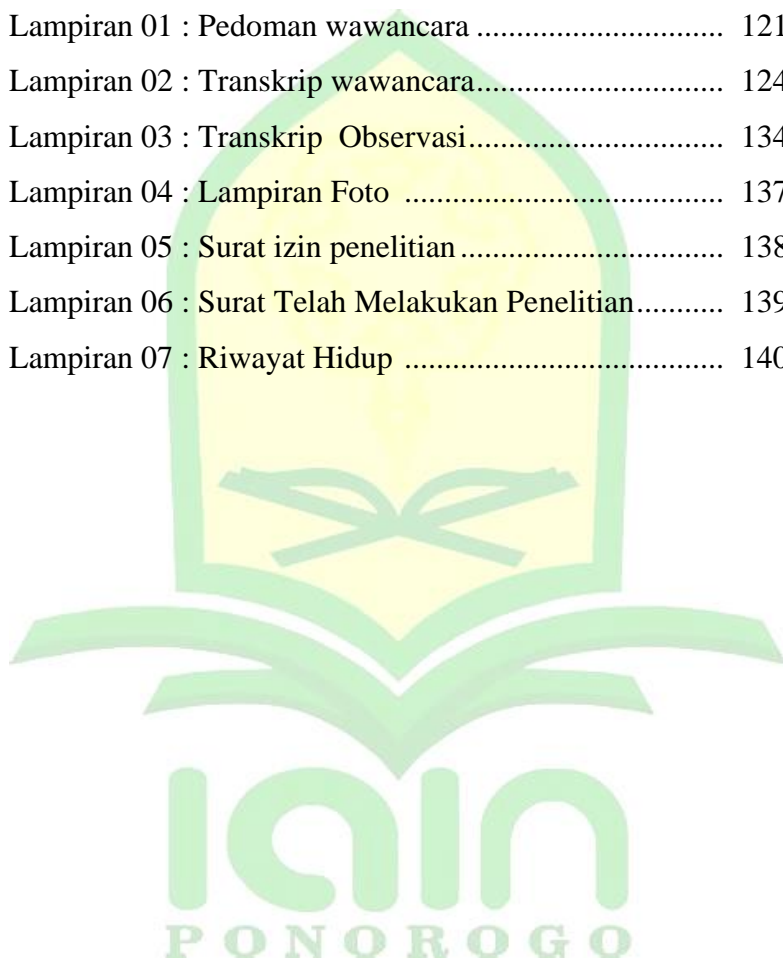 Lampiran 01 : Pedoman wawancara ............................... 121
Lampiran 02 : Transkrip wawancara............................... 124
Lampiran 03 : Transkrip Observasi................................ 134
Lampiran 04 : Lampiran Foto ........................................ 137
Lampiran 05 : Surat izin penelitian ................................. 138
Lampiran 06 : Surat Telah Melakukan Penelitian........... 139
Lampiran 07 : Riwayat Hidup ........................................ 140
iain
PONOROGO